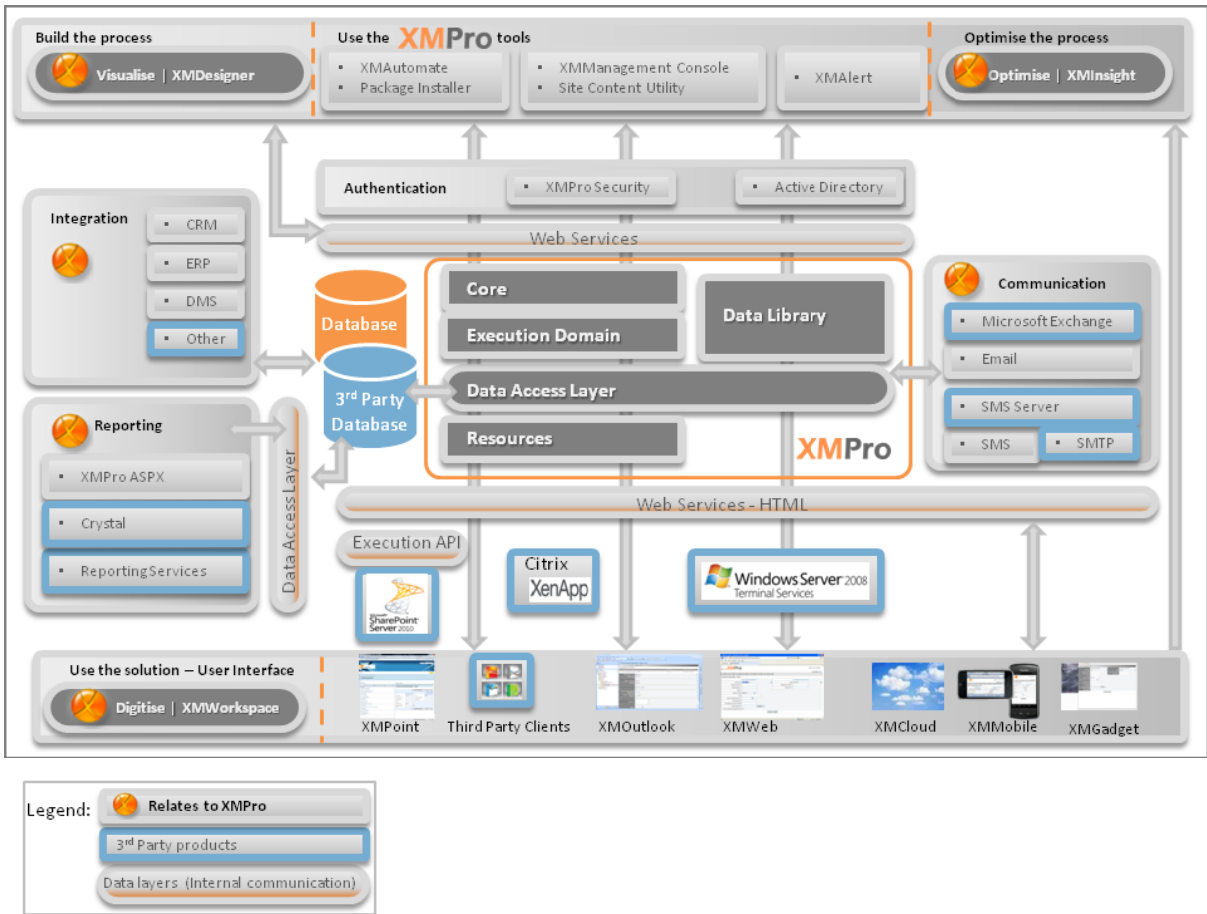 Build the process
Visualise | XMDesigner
Use the XMPro tools
XMAutomate
Package Installer
XMManagement Console
Site Content Utility
XMAlert
Optimise the process
Optimise | XMInsight
Authentication
XMPro Security
Active Directory
Web Services
Integration
CRM
ERP
DMS
Other
Database
3rd Party
Database
Core
Execution Domain
Data Library
Data Access Layer
Resources
XMPro
Communication
Microsoft Exchange
Email
SMS Server
SMS
SMTP
Reporting
XMPro ASPX
Crystal
Reporting Services
Data Access Layer
Web Services - HTML
Execution API
SharePoint
Server 2010
Citrix
XenApp
Windows Server 2008
Terminal Services
Use the solution – User Interface
Digitise | XMWorkspace
XMPoint
Third Party Clients
XMOutlook
XMWeb
XMCloud
XMMobile
XMGadget
Legend:
Relates to XMPro
3rd Party products
Data layers (Internal communication)